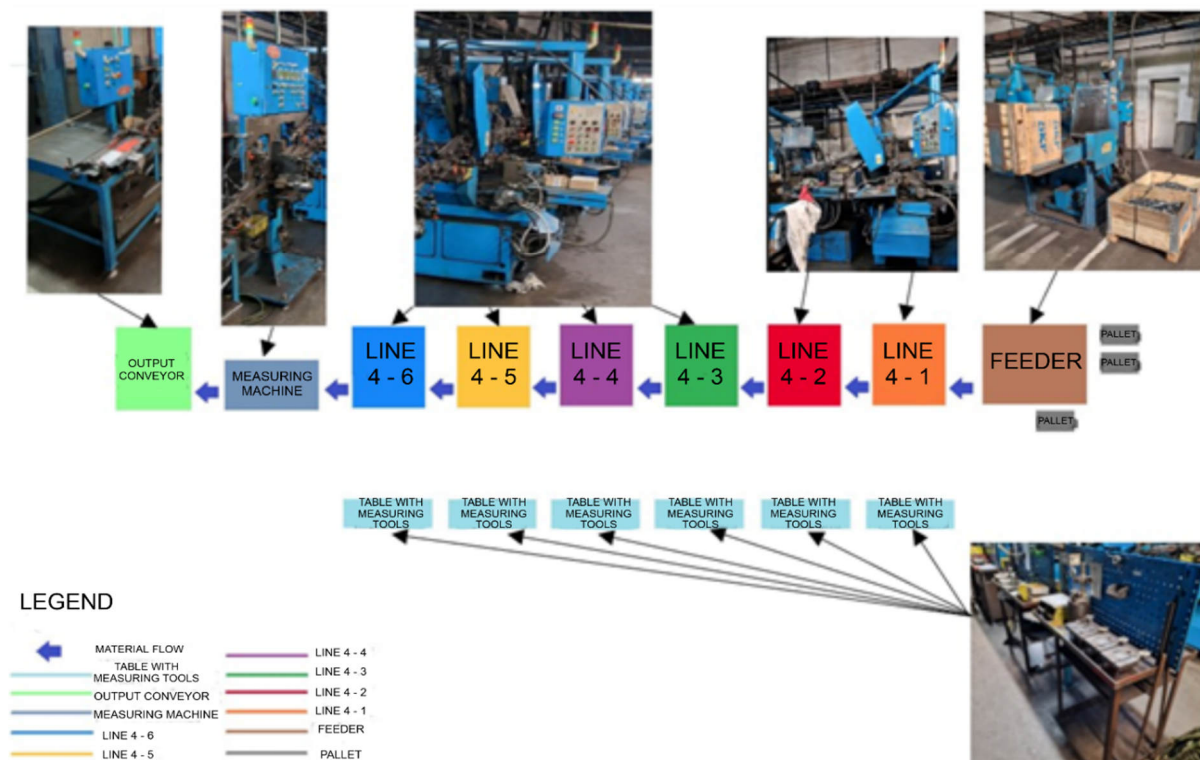 OUTPUT
CONVEYOR
MEASURING
MACHINE
LINE
4 - 6
LINE
4 - 5
LINE
4 - 4
LINE
4 - 3
LINE
4 - 2
LINE
4 - 1
FEEDER
PALLET
PALLET
PALLET
TABLE WITH
MEASURING
TOOLS
TABLE WITH
MEASURING
TOOLS
TABLE WITH
MEASURING
TOOLS
TABLE WITH
MEASURING
TOOLS
TABLE WITH
MEASURING
TOOLS
TABLE WITH
MEASURING
TOOLS
LEGEND
MATERIAL FLOW
TABLE WITH
MEASURING TOOLS
OUTPUT CONVEYOR
MEASURING MACHINE
LINE 4 - 6
LINE 4 - 5
LINE 4 - 4
LINE 4 - 3
LINE 4 - 2
LINE 4 - 1
FEEDER
PALLET